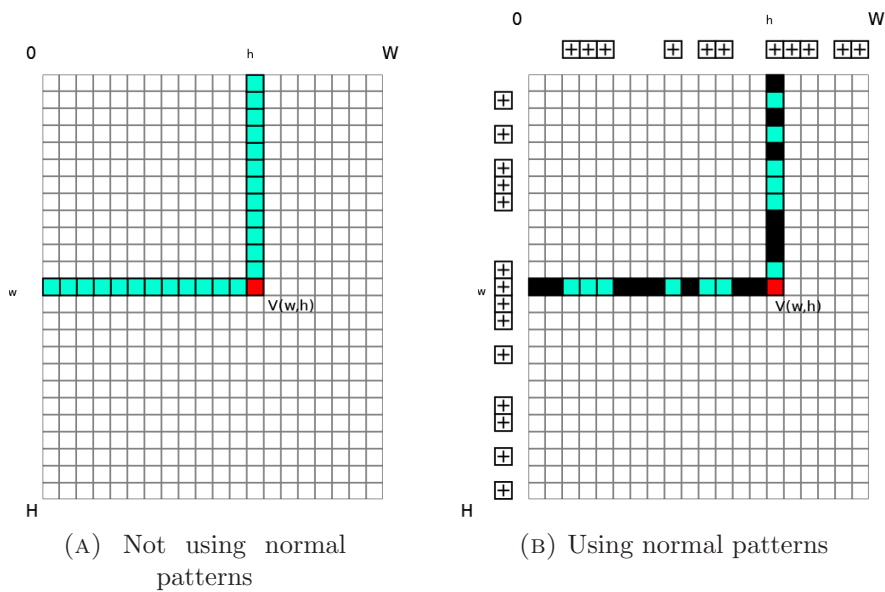 0 h W
w
V(w,h)
H
(A) Not using normal
patterns
0 h W
+ + + + + + + + + + +
+
+
+
+
+
+
w +
+
+
+
+
+
+
+
V(w,h)
H
(B) Using normal patterns